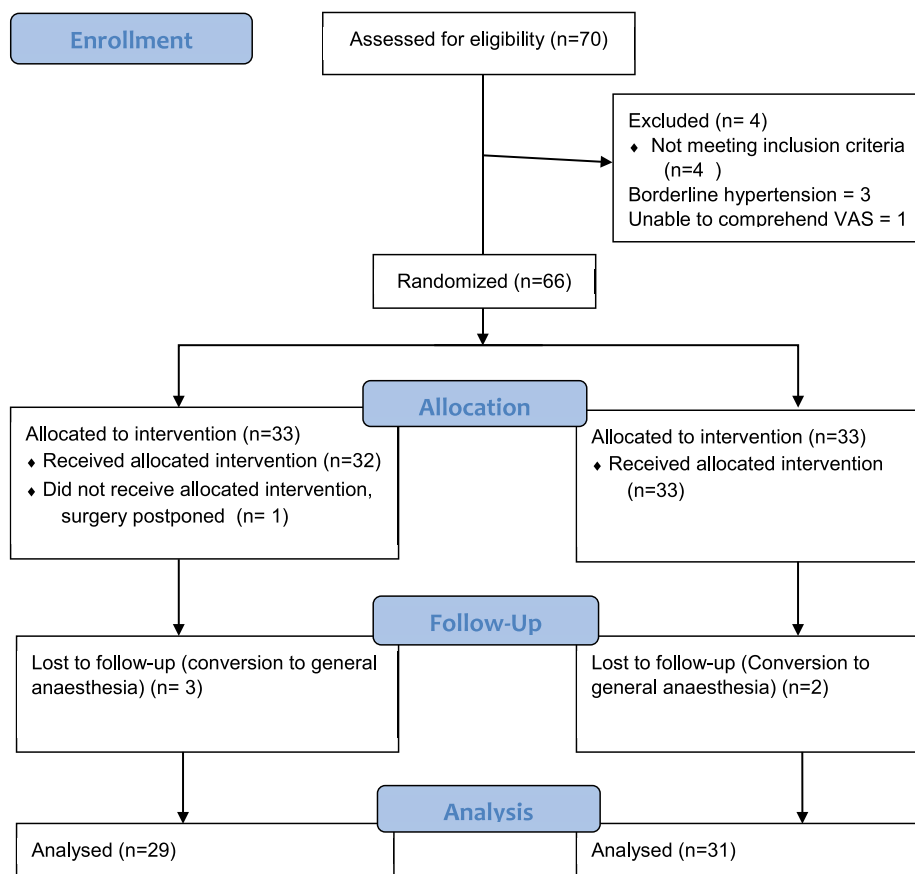 Enrollment
Assessed for eligibility (n=70)
Excluded (n= 4)
♦ Not meeting inclusion criteria
(n=4 )
Borderline hypertension = 3
Unable to comprehend VAS = 1
Randomized (n=66)
Allocation
Allocated to intervention (n=33)
♦ Received allocated intervention (n=32)
♦ Did not receive allocated intervention,
surgery postponed (n= 1)
Allocated to intervention (n=33)
♦ Received allocated intervention
(n=33)
Follow-Up
Lost to follow-up (conversion to general
anaesthesia) (n= 3)
Lost to follow-up (Conversion to
general anaesthesia) (n=2)
Analysis
Analysed (n=29)
Analysed (n=31)